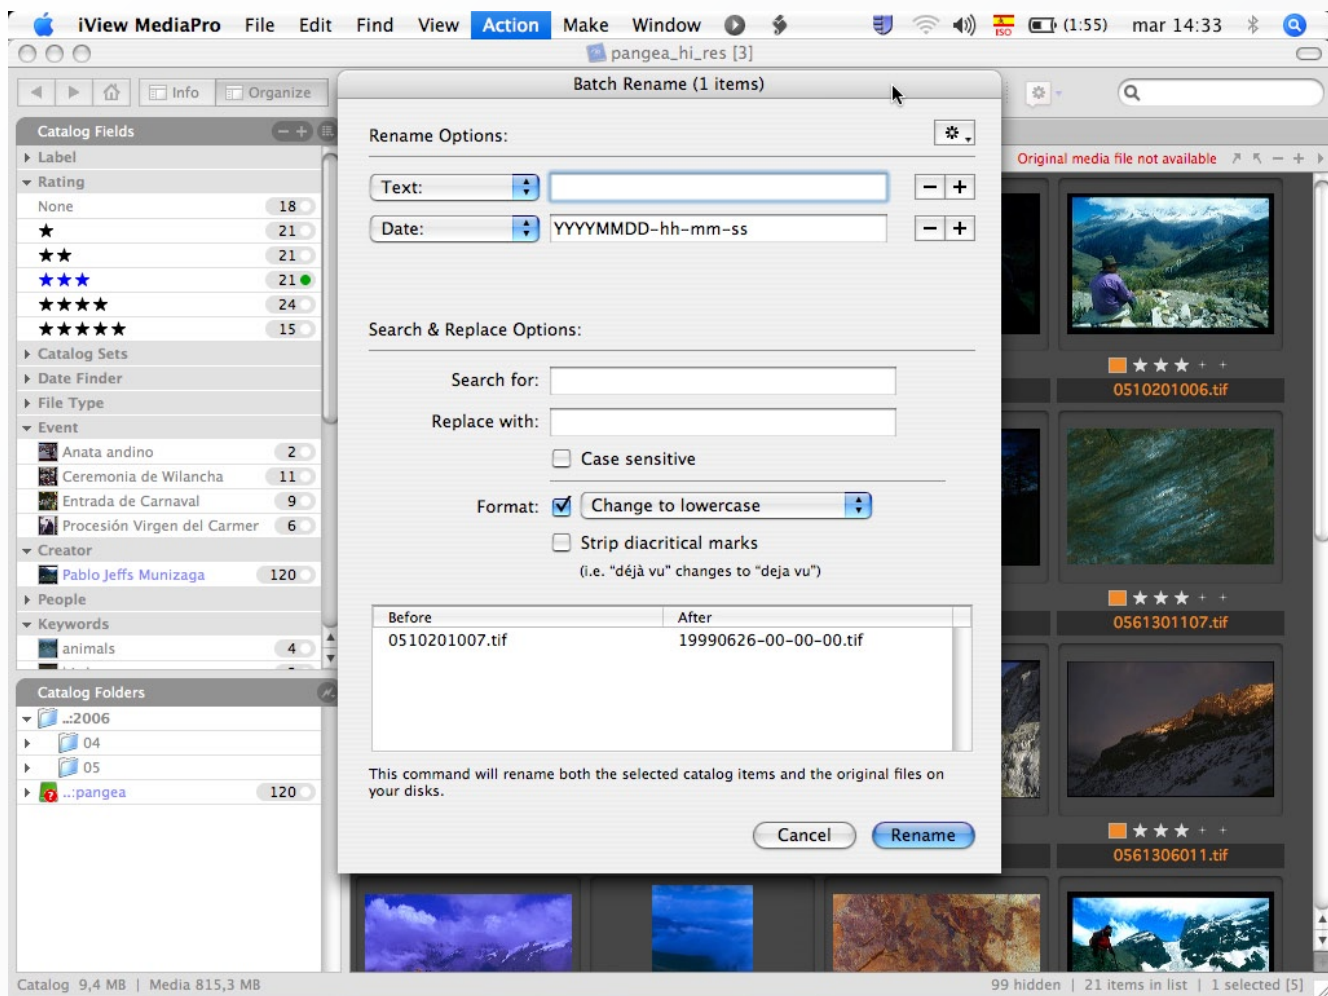 iView MediaPro File Edit Find View Action Make Window ISO (1:55) mar 14:33
pangea_hi_res [3]
Batch Rename (1 items)
Info Organize
Catalog Fields
Rename Options:
Label
Original media file not available
Rating
None 18
Text:
21
Date: YYYYMMDD-hh-mm-ss
21
21
24
15
Search & Replace Options:
Catalog Sets
Date Finder
Search for:
0510201006.tif
File Type
Event
Replace with:
Anata andino 2
Case sensitive
Ceremonia de Wilancha 11
Entrada de Carnaval 9
Format: Change to lowercase
Procesión Virgen del Carmer 6
Strip diacritical marks
Creator
Pablo Jeffs Munizaga 120
(i.e. “déjà vu” changes to “deja vu”)
People
Keywords
Before After
0561301107.tif
animals 4
0510201007.tif 19990626-00-00-00.tif
Catalog Folders
..:2006
04
05
This command will rename both the selected catalog items and the original files on
your disks.
..:pangea 120
Cancel Rename
0561306011.tif
Catalog 9,4 MB | Media 815,3 MB
99 hidden | 21 items in list | 1 selected [5]